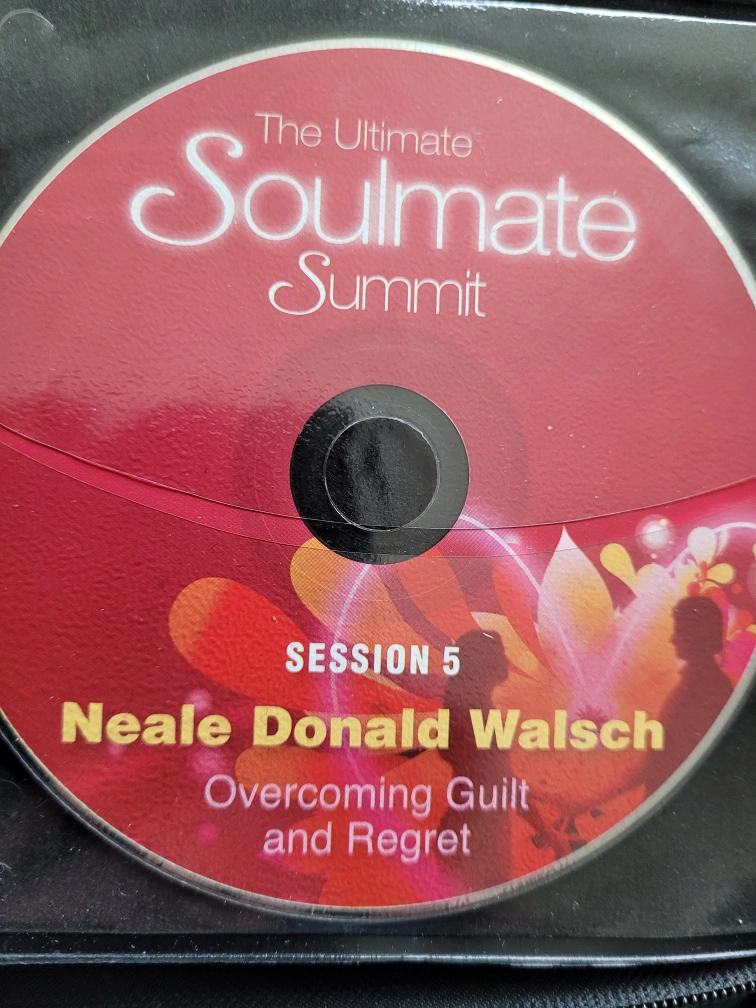 The Ultimate
Soulmate
Summit
SESSION 5
Neale Donald Walsch
Overcoming Guilt
and Regret